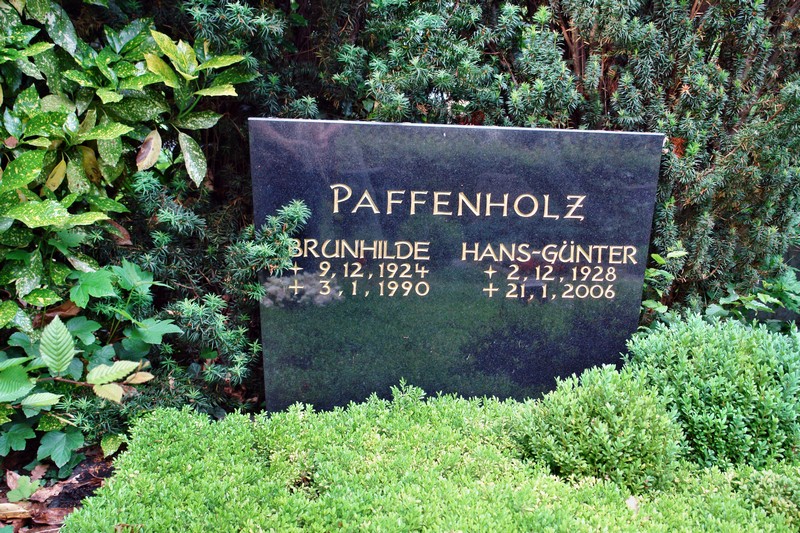 PAFFENHOLZ
BRUNHILDE HANS-GÜNTER
+ 9, 12, 1924 + 2, 12, 1928
+ 3, 1, 1990 + 21, 1, 2006